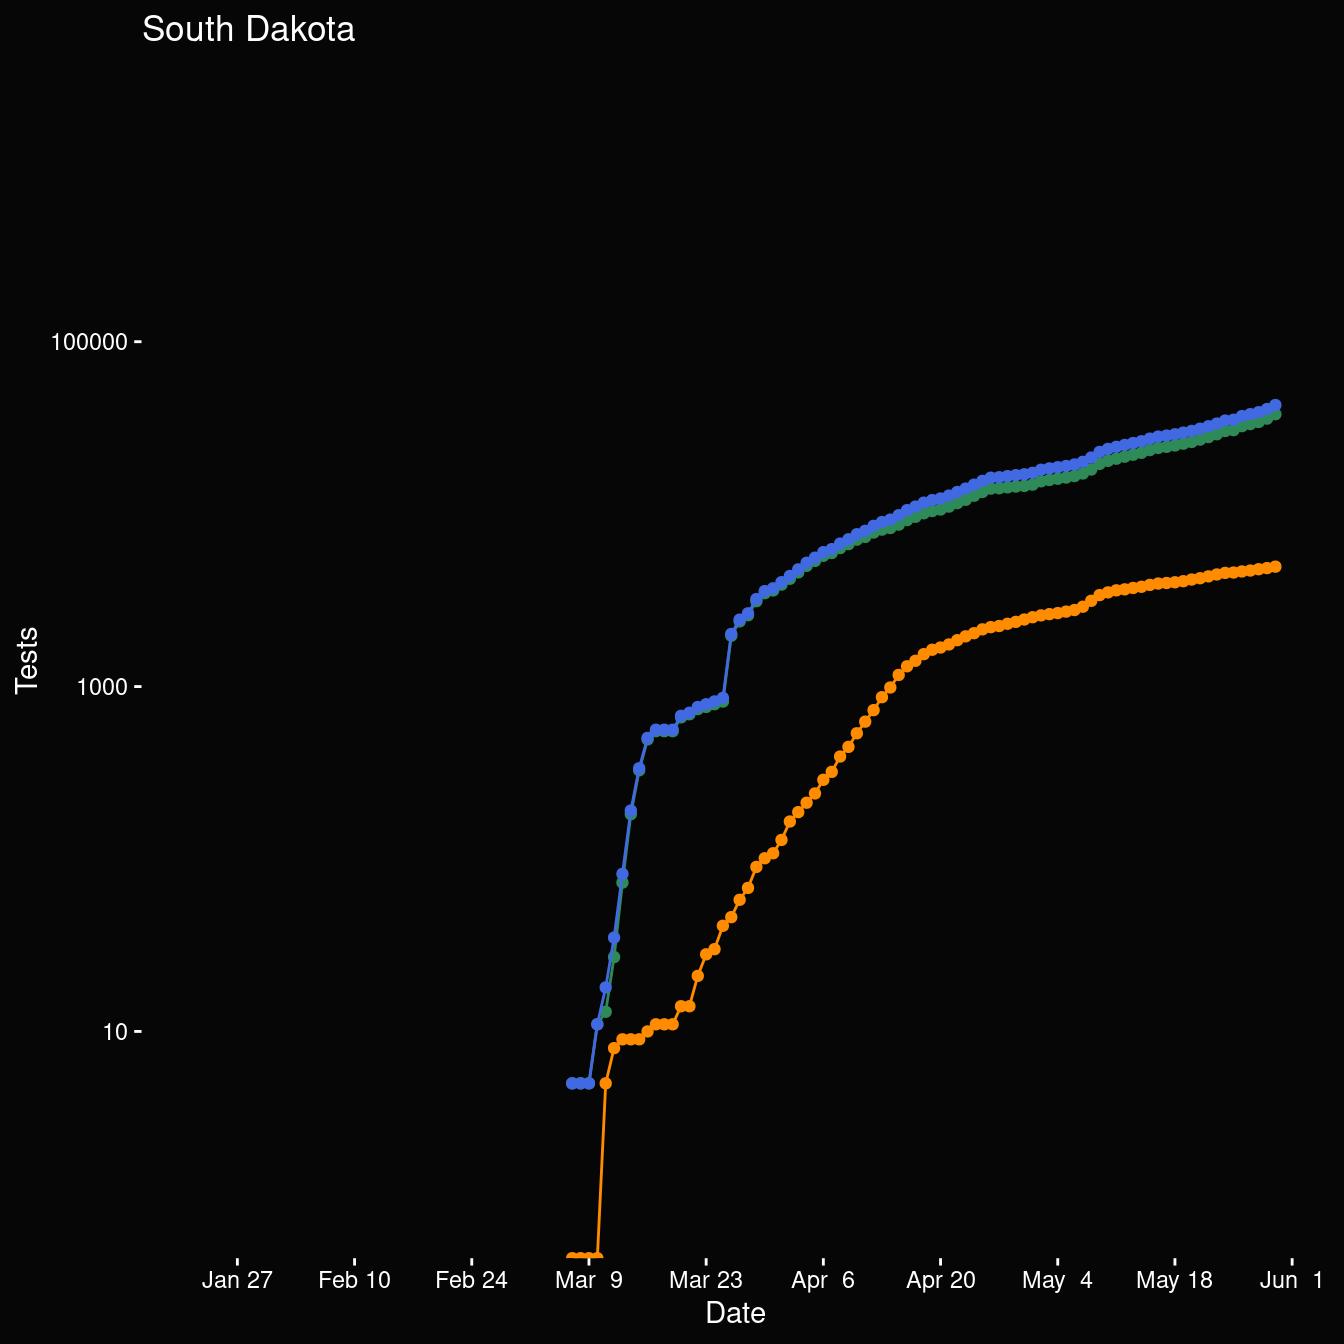 South Dakota
100000
1000
10
Tests
Jan 27
Feb 10
Feb 24
Mar  9
Mar 23
Apr  6
Apr 20
May  4
May 18
Jun  1
Date